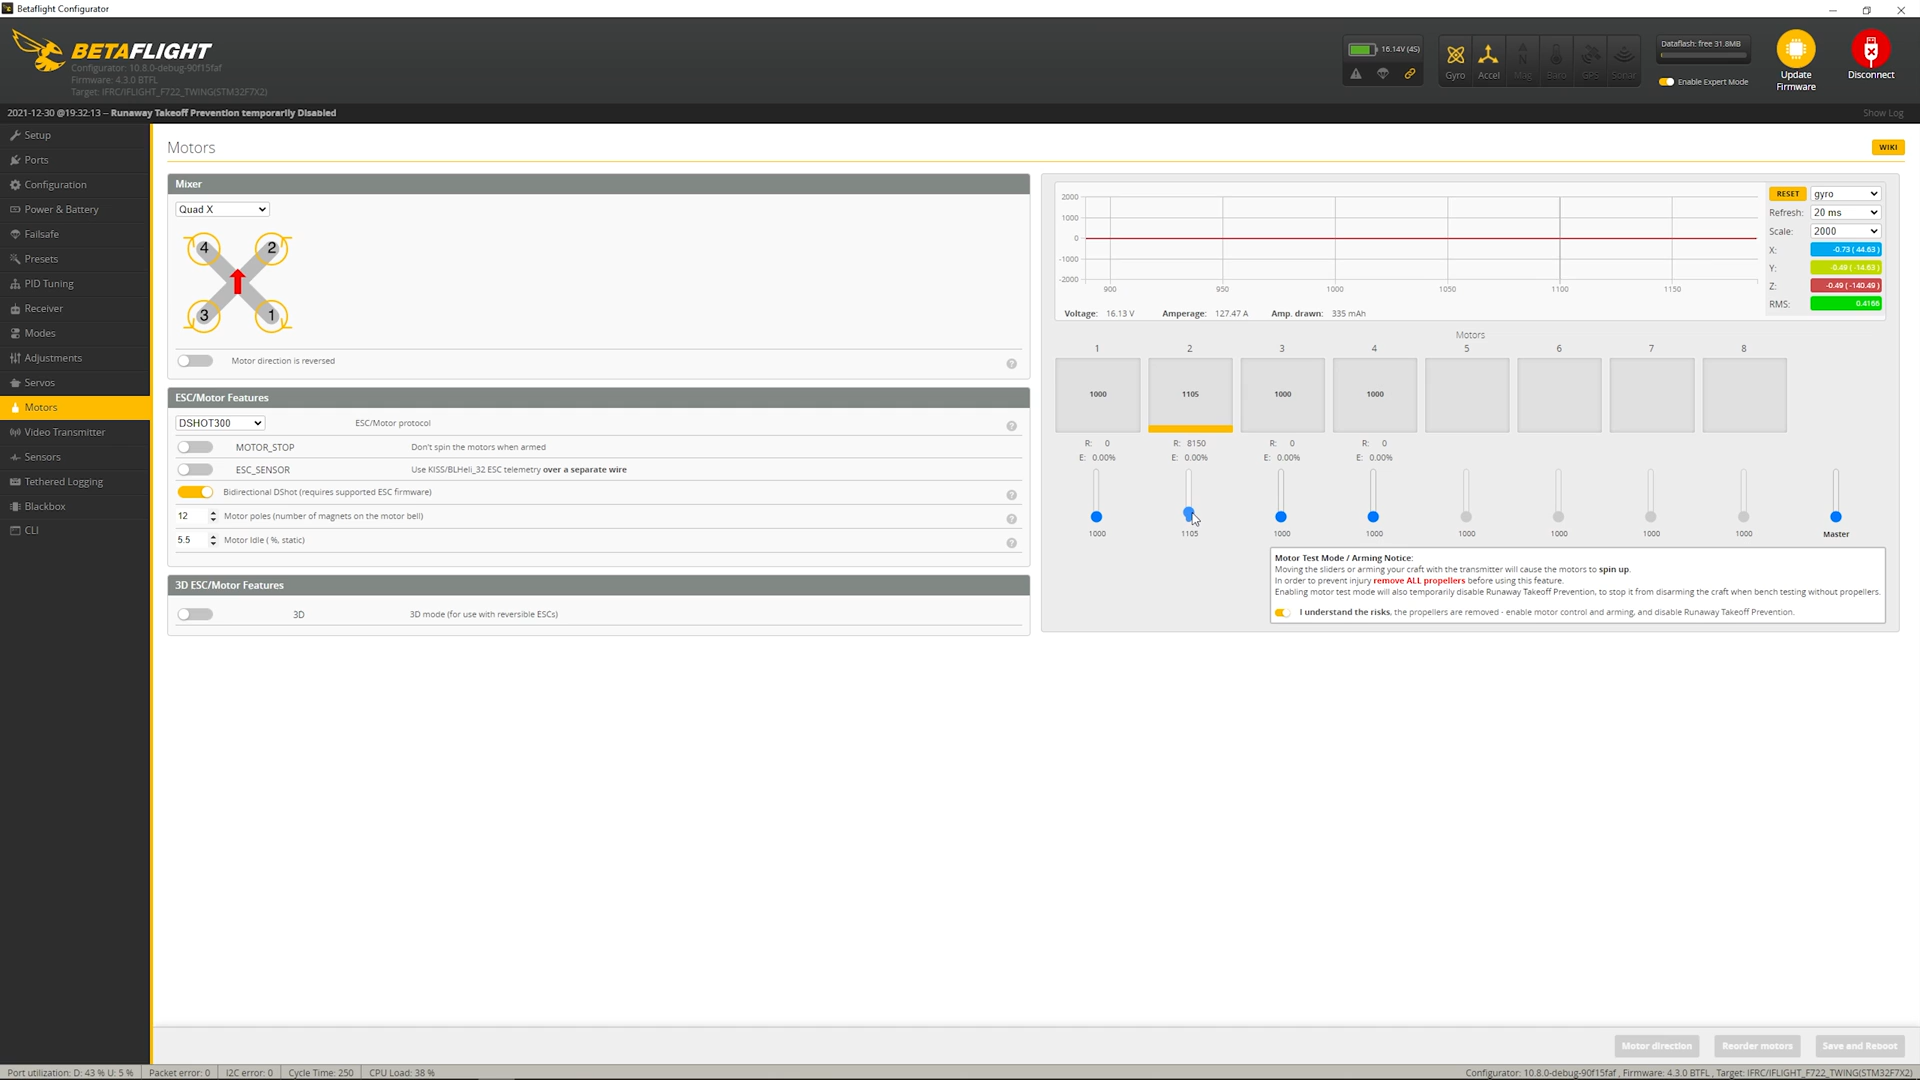 Betaflight Configurator
BETAFLIGHT
Configurator: 10.8.0-debug-90f15faf
Firmware: 4.3.0 BTFL
Target: IFRC/IFLIGHT_F722_TWING(STM32F7X2)
16.14V (4S)
Gyro
Accel
Mag
Baro
GPS
Sonar
Dataflash: free 31.8MB
Enable Expert Mode
Update
Firmware
Disconnect
2021-12-30 @19:32:13 -- Runaway Takeoff Prevention temporarily Disabled
Show Log
Setup
Ports
Configuration
Power & Battery
Failsafe
Presets
PID Tuning
Receiver
Modes
Adjustments
Servos
Motors
Video Transmitter
Sensors
Tethered Logging
Blackbox
CLI
Motors
WIKI
Mixer
Quad X
4 2
3 1
Motor direction is reversed
ESC/Motor Features
DSHOT300 ESC/Motor protocol
MOTOR_STOP Don't spin the motors when armed
ESC_SENSOR Use KISS/BLHeli_32 ESC telemetry over a separate wire
Bidirectional DShot (requires supported ESC firmware)
12 Motor poles (number of magnets on the motor bell)
5.5 Motor Idle ( %, static)
3D ESC/Motor Features
3D 3D mode (for use with reversible ESCs)
2000
1000
0
-1000
-2000
900 950 1000 1050 1100 1150
RESET gyro
Refresh: 20 ms
Scale: 2000
X: -0.73 ( 44.63 )
Y: -0.49 ( -14.63 )
Z: -0.49 ( -140.49 )
RMS: 0.4166
Voltage: 16.13 V Amperage: 127.47 A Amp. drawn: 335 mAh
Motors
1 2 3 4 5 6 7 8
1000 1105 1000 1000
R: 0 R: 8150 R: 0 R: 0
E: 0.00% E: 0.00% E: 0.00% E: 0.00%
1000 1105 1000 1000 1000 1000 1000 1000 Master
Motor Test Mode / Arming Notice:
Moving the sliders or arming your craft with the transmitter will cause the motors to spin up.
In order to prevent injury remove ALL propellers before using this feature.
Enabling motor test mode will also temporarily disable Runaway Takeoff Prevention, to stop it from disarming the craft when bench testing without propellers.
I understand the risks, the propellers are removed - enable motor control and arming, and disable Runaway Takeoff Prevention.
Motor direction
Reorder motors
Save and Reboot
Port utilization: D: 43 % U: 5 % Packet error: 0 I2C error: 0 Cycle Time: 250 CPU Load: 38 %
Configurator: 10.8.0-debug-90f15faf , Firmware: 4.3.0 BTFL , Target: IFRC/IFLIGHT_F722_TWING(STM32F7X2)